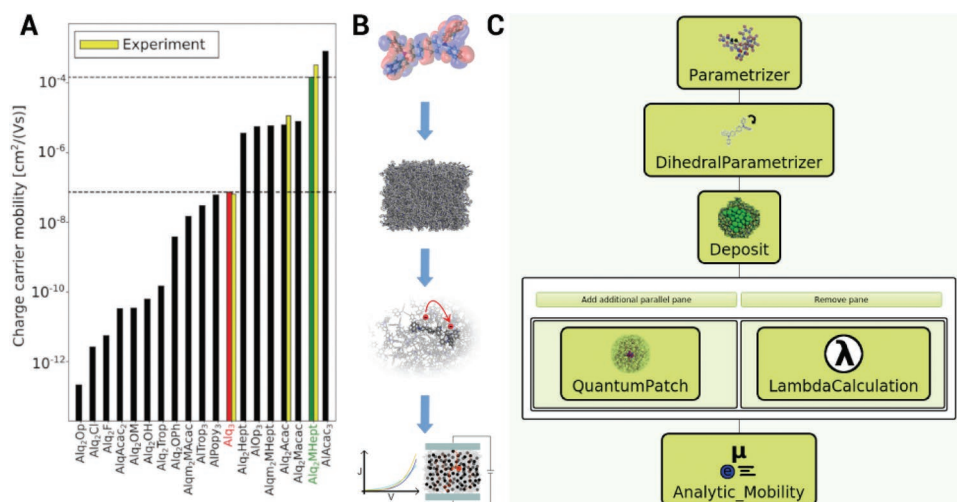 A
Experiment
Charge carrier mobility [cm²/(Vs)]
10⁻⁴
10⁻⁶
10⁻⁸
10⁻¹⁰
10⁻¹²
Alq₂Op
Alq₂Cl
Alq₂F
AlqAcac₂
Alq₂OM
Alq₂OH
Alq₂Trop
Alq₂OPh
Alqm₂MAcac
AlTrop₃
AlPopy₃
Alq₃
Alq₂Hept
AlOp₃
Alqm₂MHept
Alq₂Acac
Alq₂Macac
Alq₂MHept
AlAcac₃
B
J
V
C
Parametrizer
DihedralParametrizer
Deposit
Add additional parallel pane
Remove pane
QuantumPatch
λ
LambdaCalculation
μ
e
Analytic_Mobility